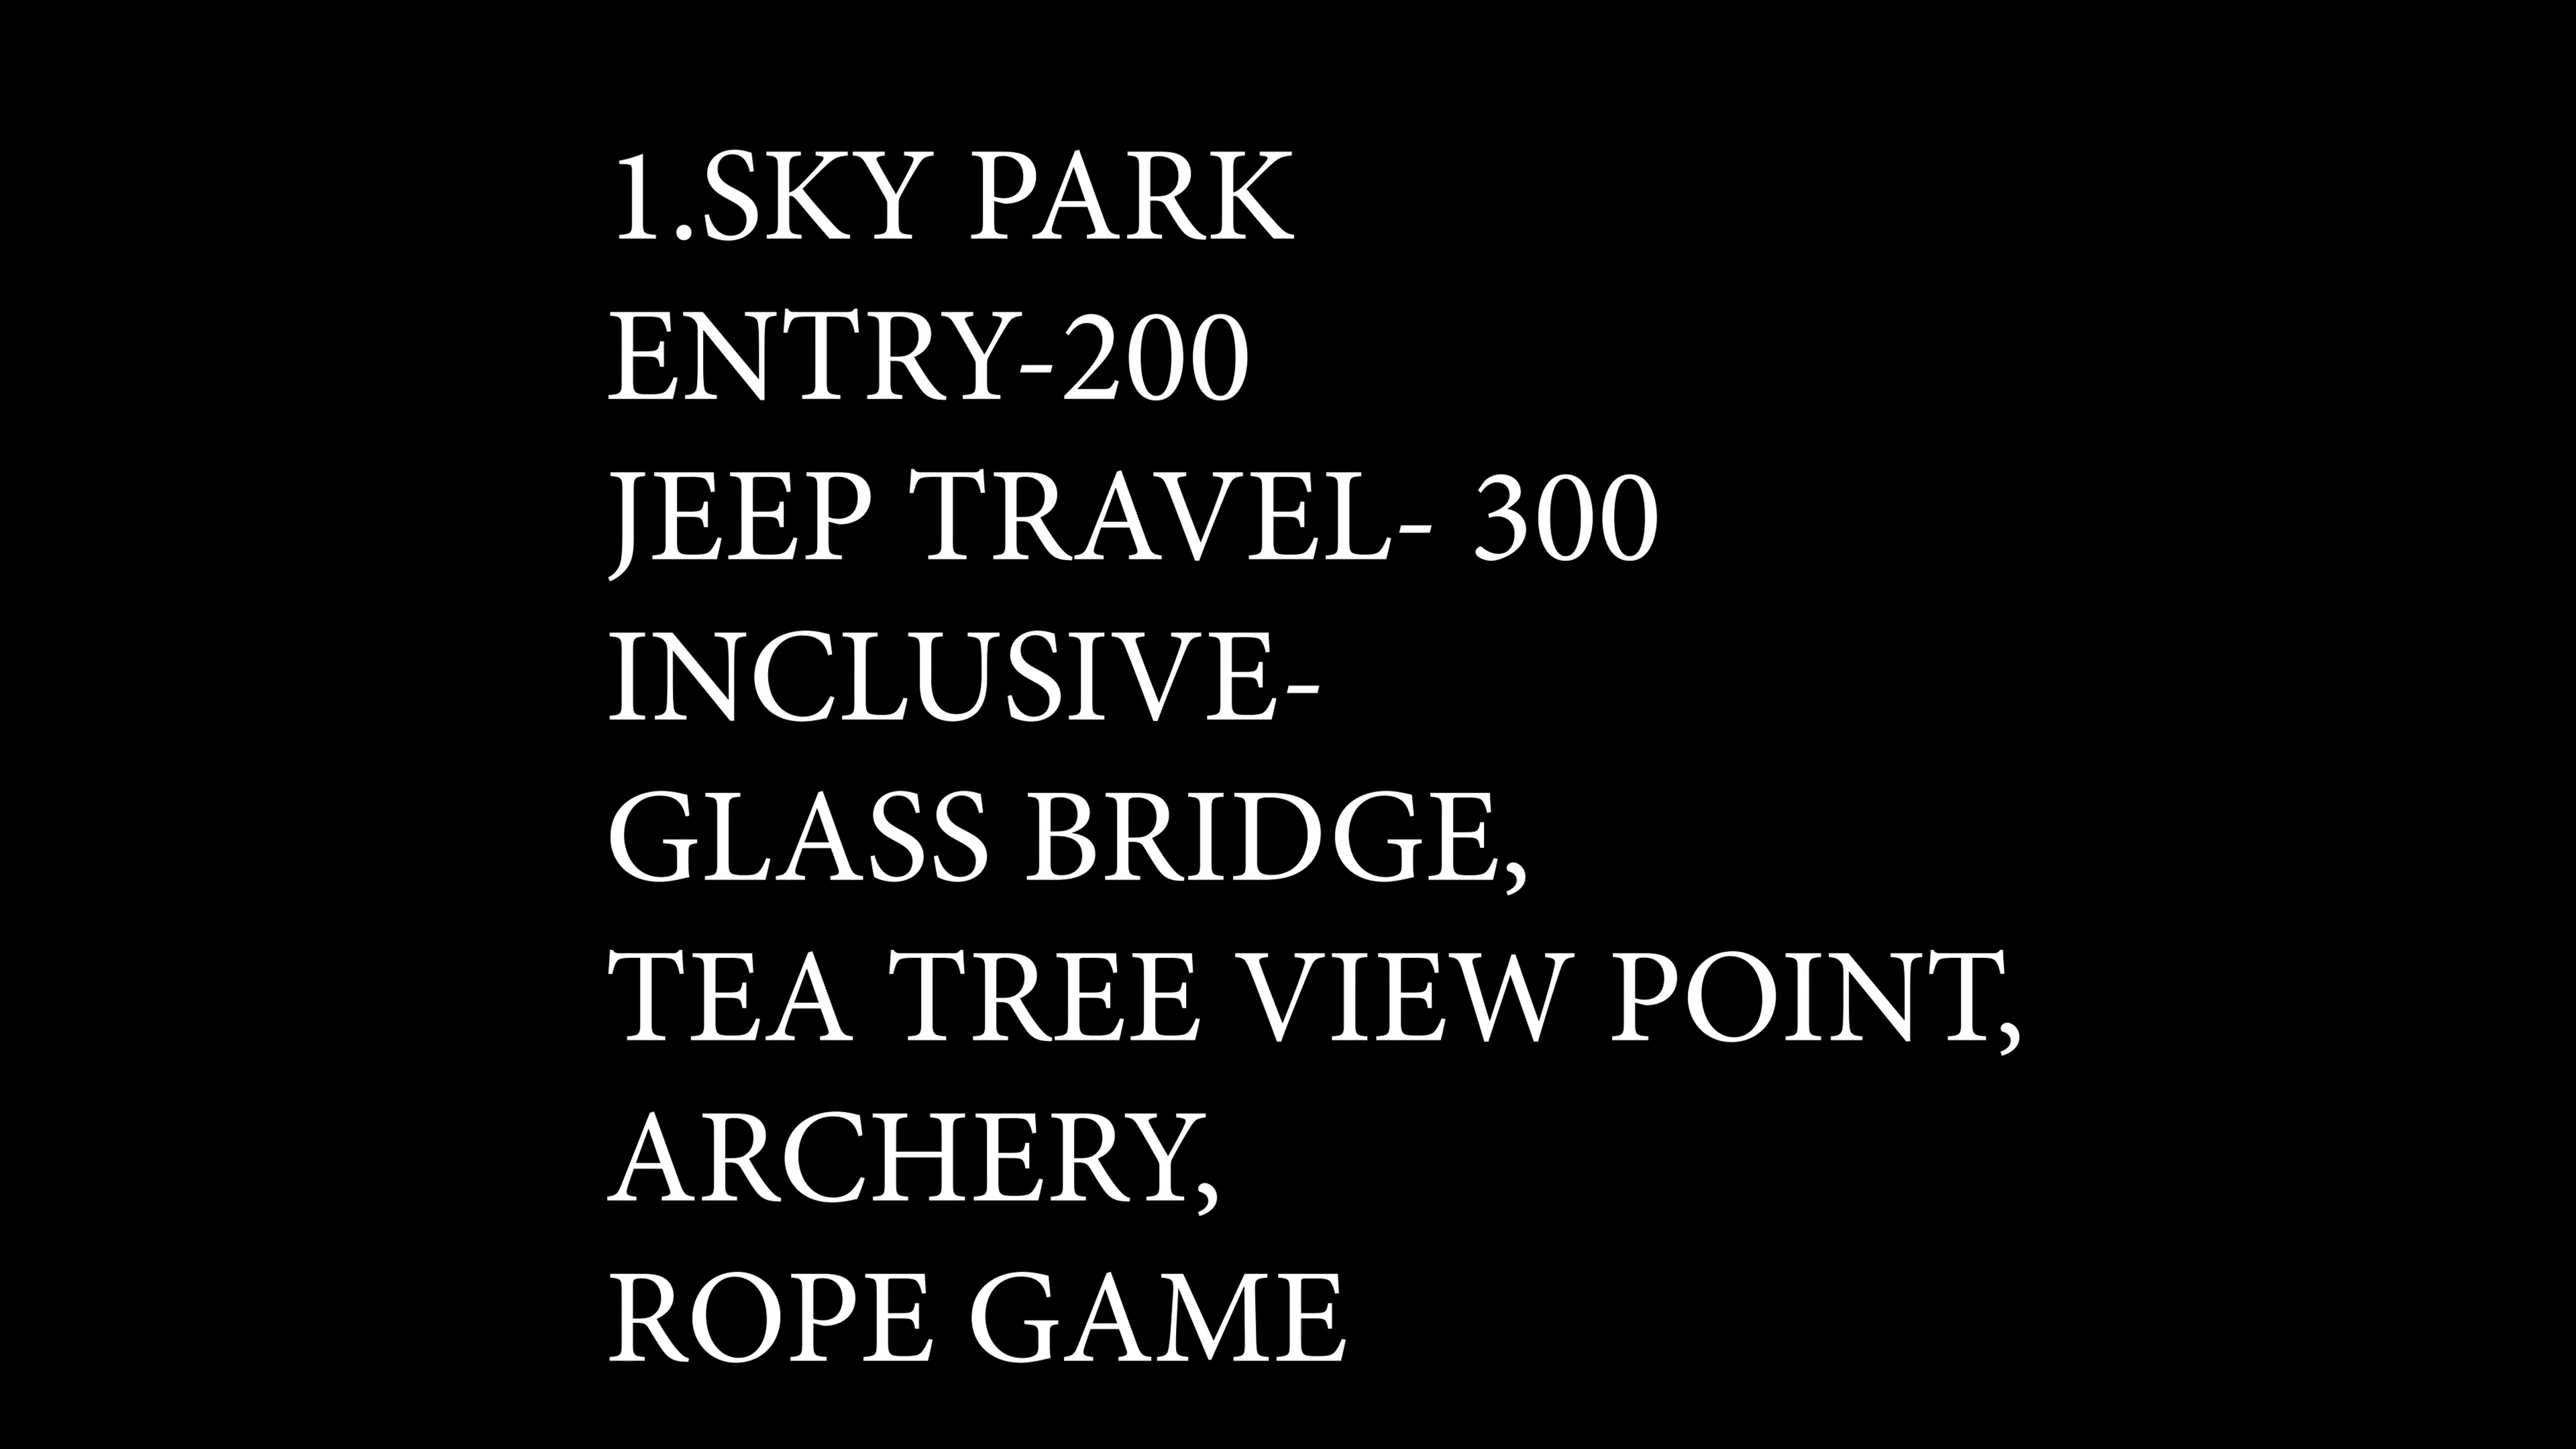 1.SKY PARK
ENTRY-200
JEEP TRAVEL- 300
INCLUSIVE-
GLASS BRIDGE,
TEA TREE VIEW POINT,
ARCHERY,
ROPE GAME